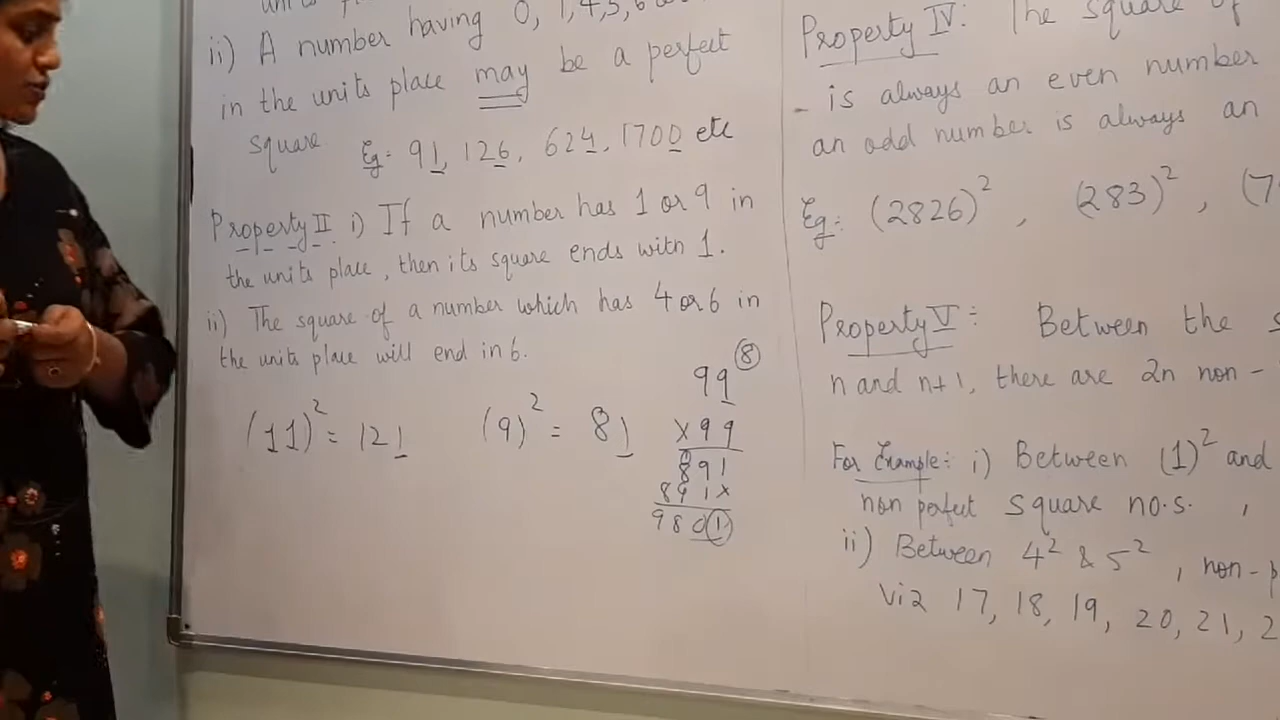 ii) A number having 0, 1, 4, 5, 6
in the units place may be a perfect
square Eg:- 91, 126, 624, 1700 etc
Property II i) If a number has 1 or 9 in
the units place, then its square ends with 1.
ii) The square of a number which has 4 or 6 in
the units place will end in 6.
(11)² = 121 (9)² = 81
99 ⑧
x 99
891
891x
9801
Property IV: The square of
is always an even number
an odd number is always an
Eg:- (2826)², (283)², (7
Property V:- Between the
n and n+1, there are 2n non-
For Example:- i) Between (1)² and
non perfect square no.s. ,
ii) Between 4² & 5², non-p
Viz 17, 18, 19, 20, 21, 2